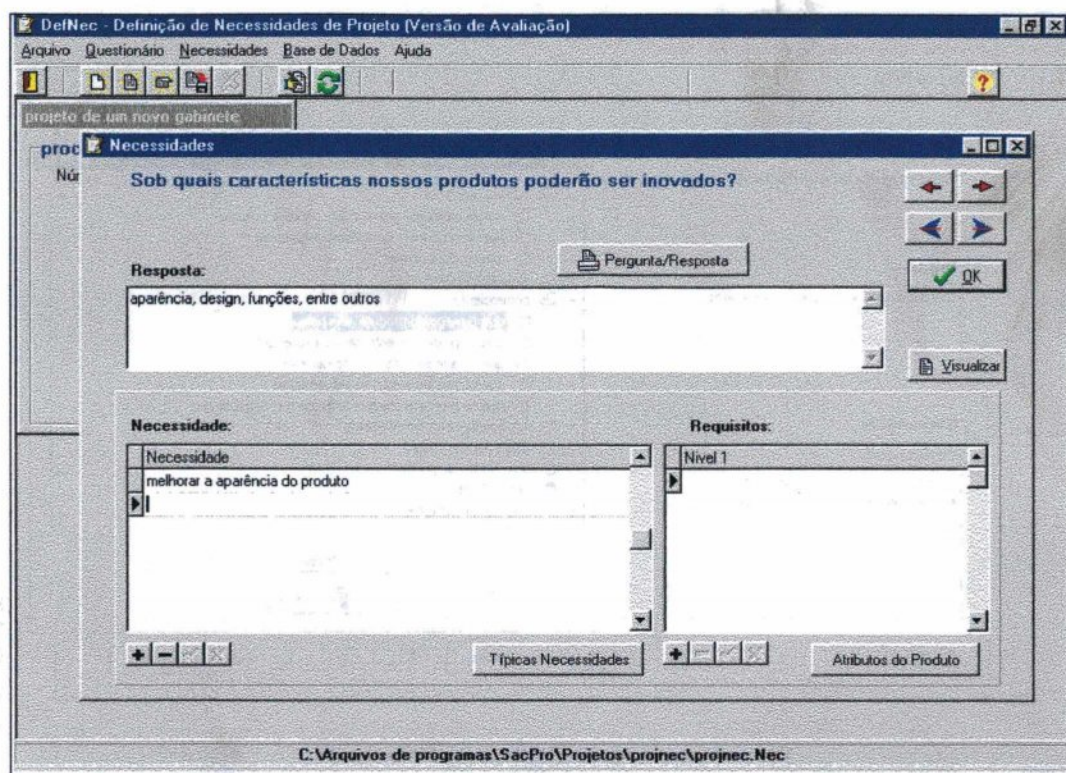 DefNec - Definição de Necessidades de Projeto (Versão de Avaliação)
Arquivo Questionário Necessidades Base de Dados Ajuda
projeto de um novo gabinete
proc
Necessidades
Núr
Sob quais características nossos produtos poderão ser inovados?
Pergunta/Resposta
Resposta:
OK
aparência, design, funções, entre outros
Visualizar
Necessidade:
Requisitos:
Necessidade
Nivel 1
melhorar a aparência do produto
Típicas Necessidades
Atributos do Produto
C:\Arquivos de programas\SacPro\Projetos\projnec\projnec.Nec